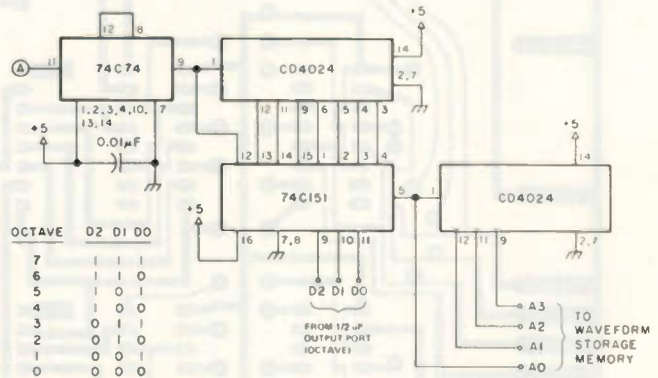 12 8
A 11 74C74 9
1 CD4024 14
+5
2,7
1,2,3,4,10, 7
13,14
+5 0.01µF
12 11 9 6 5 4 3
12 13 14 15 1 2 3 4
74C151
5
+5
16 7,8 9 10 11
D2 D1 D0
FROM 1/2 µP
OUTPUT PORT
(OCTAVE)
+5
14
1 CD4024
12 11 9 2,7
A3
A2
A1
A0
TO
WAVEFORM
STORAGE
MEMORY
OCTAVE D2 D1 D0
7 1 1 1
6 1 1 0
5 1 0 1
4 1 0 0
3 0 1 1
2 0 1 0
1 0 0 1
0 0 0 0